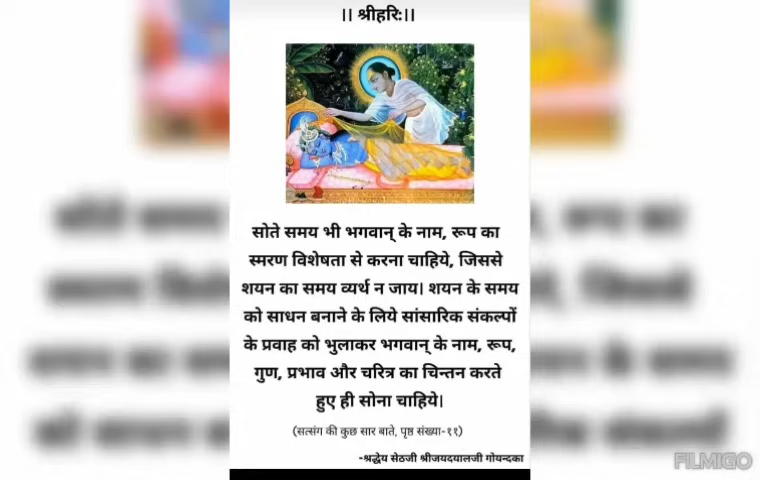 ।। श्रीहरि:।।
सोते समय भी भगवान् के नाम, रूप का
स्मरण विशेषता से करना चाहिये, जिससे
शयन का समय व्यर्थ न जाय। शयन के समय
को साधन बनाने के लिये सांसारिक संकल्पों
के प्रवाह को भुलाकर भगवान् के नाम, रूप,
गुण, प्रभाव और चरित्र का चिन्तन करते
हुए ही सोना चाहिये।
(सत्संग की कुछ सार बाते, पृष्ठ संख्या-११)
-श्रद्धेय सेठजी श्रीजयदयालजी गोयन्दका
FILMIGO